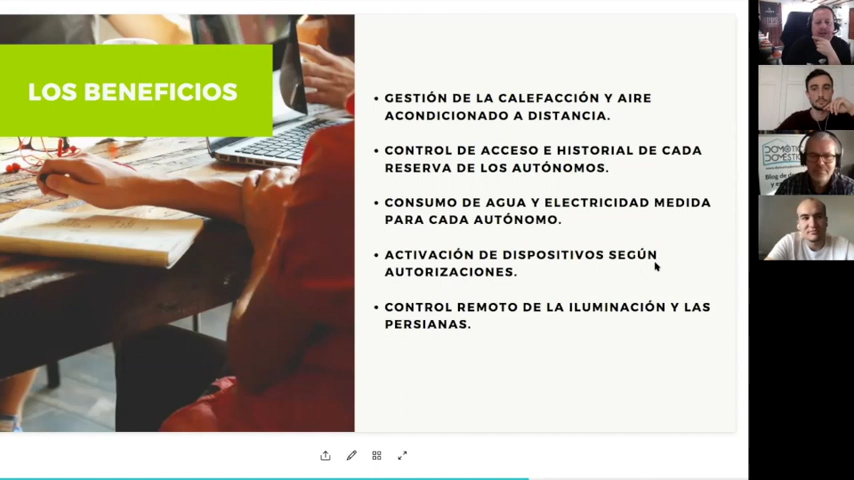 LOS BENEFICIOS
• GESTIÓN DE LA CALEFACCIÓN Y AIRE
ACONDICIONADO A DISTANCIA.
• CONTROL DE ACCESO E HISTORIAL DE CADA
RESERVA DE LOS AUTÓNOMOS.
• CONSUMO DE AGUA Y ELECTRICIDAD MEDIDA
PARA CADA AUTÓNOMO.
• ACTIVACIÓN DE DISPOSITIVOS SEGÚN
AUTORIZACIONES.
• CONTROL REMOTO DE LA ILUMINACIÓN Y LAS
PERSIANAS.
Blog de